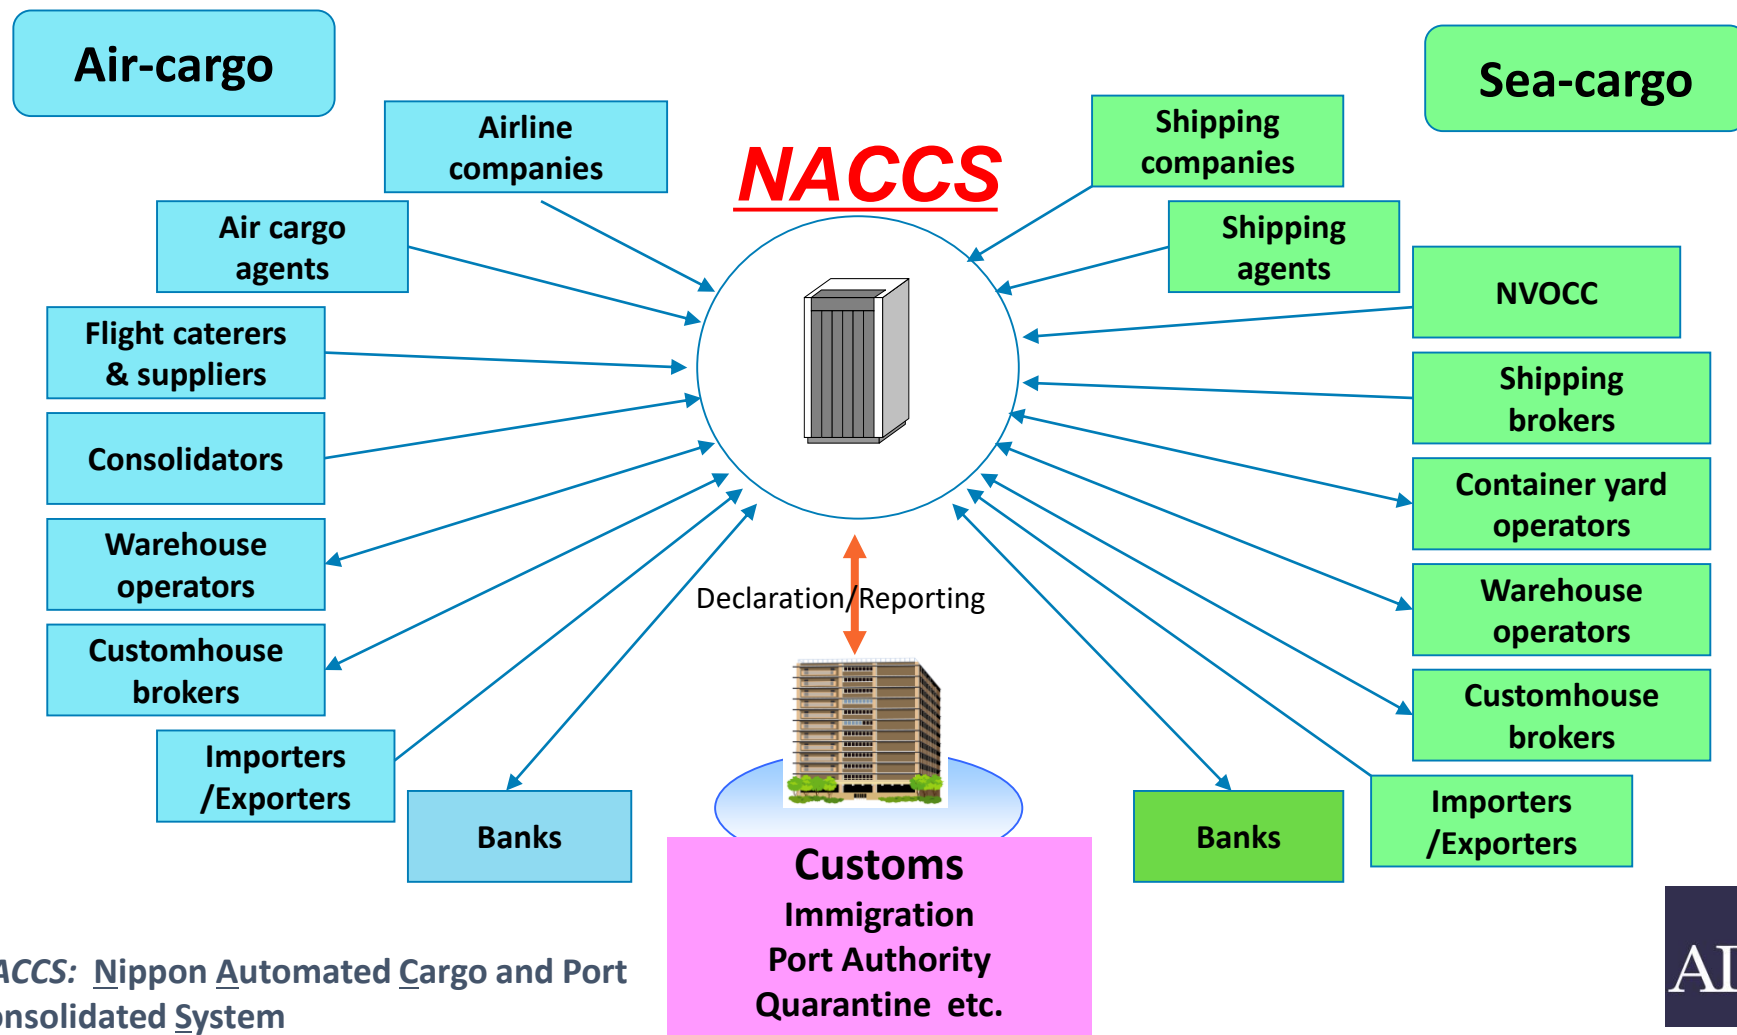 Air-cargo
Sea-cargo
NACCS
Airline
companies
Air cargo
agents
Flight caterers
& suppliers
Consolidators
Warehouse
operators
Customhouse
brokers
Importers
/Exporters
Banks
Shipping
companies
Shipping
agents
NVOCC
Shipping
brokers
Container yard
operators
Warehouse
operators
Customhouse
brokers
Importers
/Exporters
Banks
Declaration/Reporting
Customs
Immigration
Port Authority
Quarantine etc.
ACCS: Nippon Automated Cargo and Port
onsolidated System